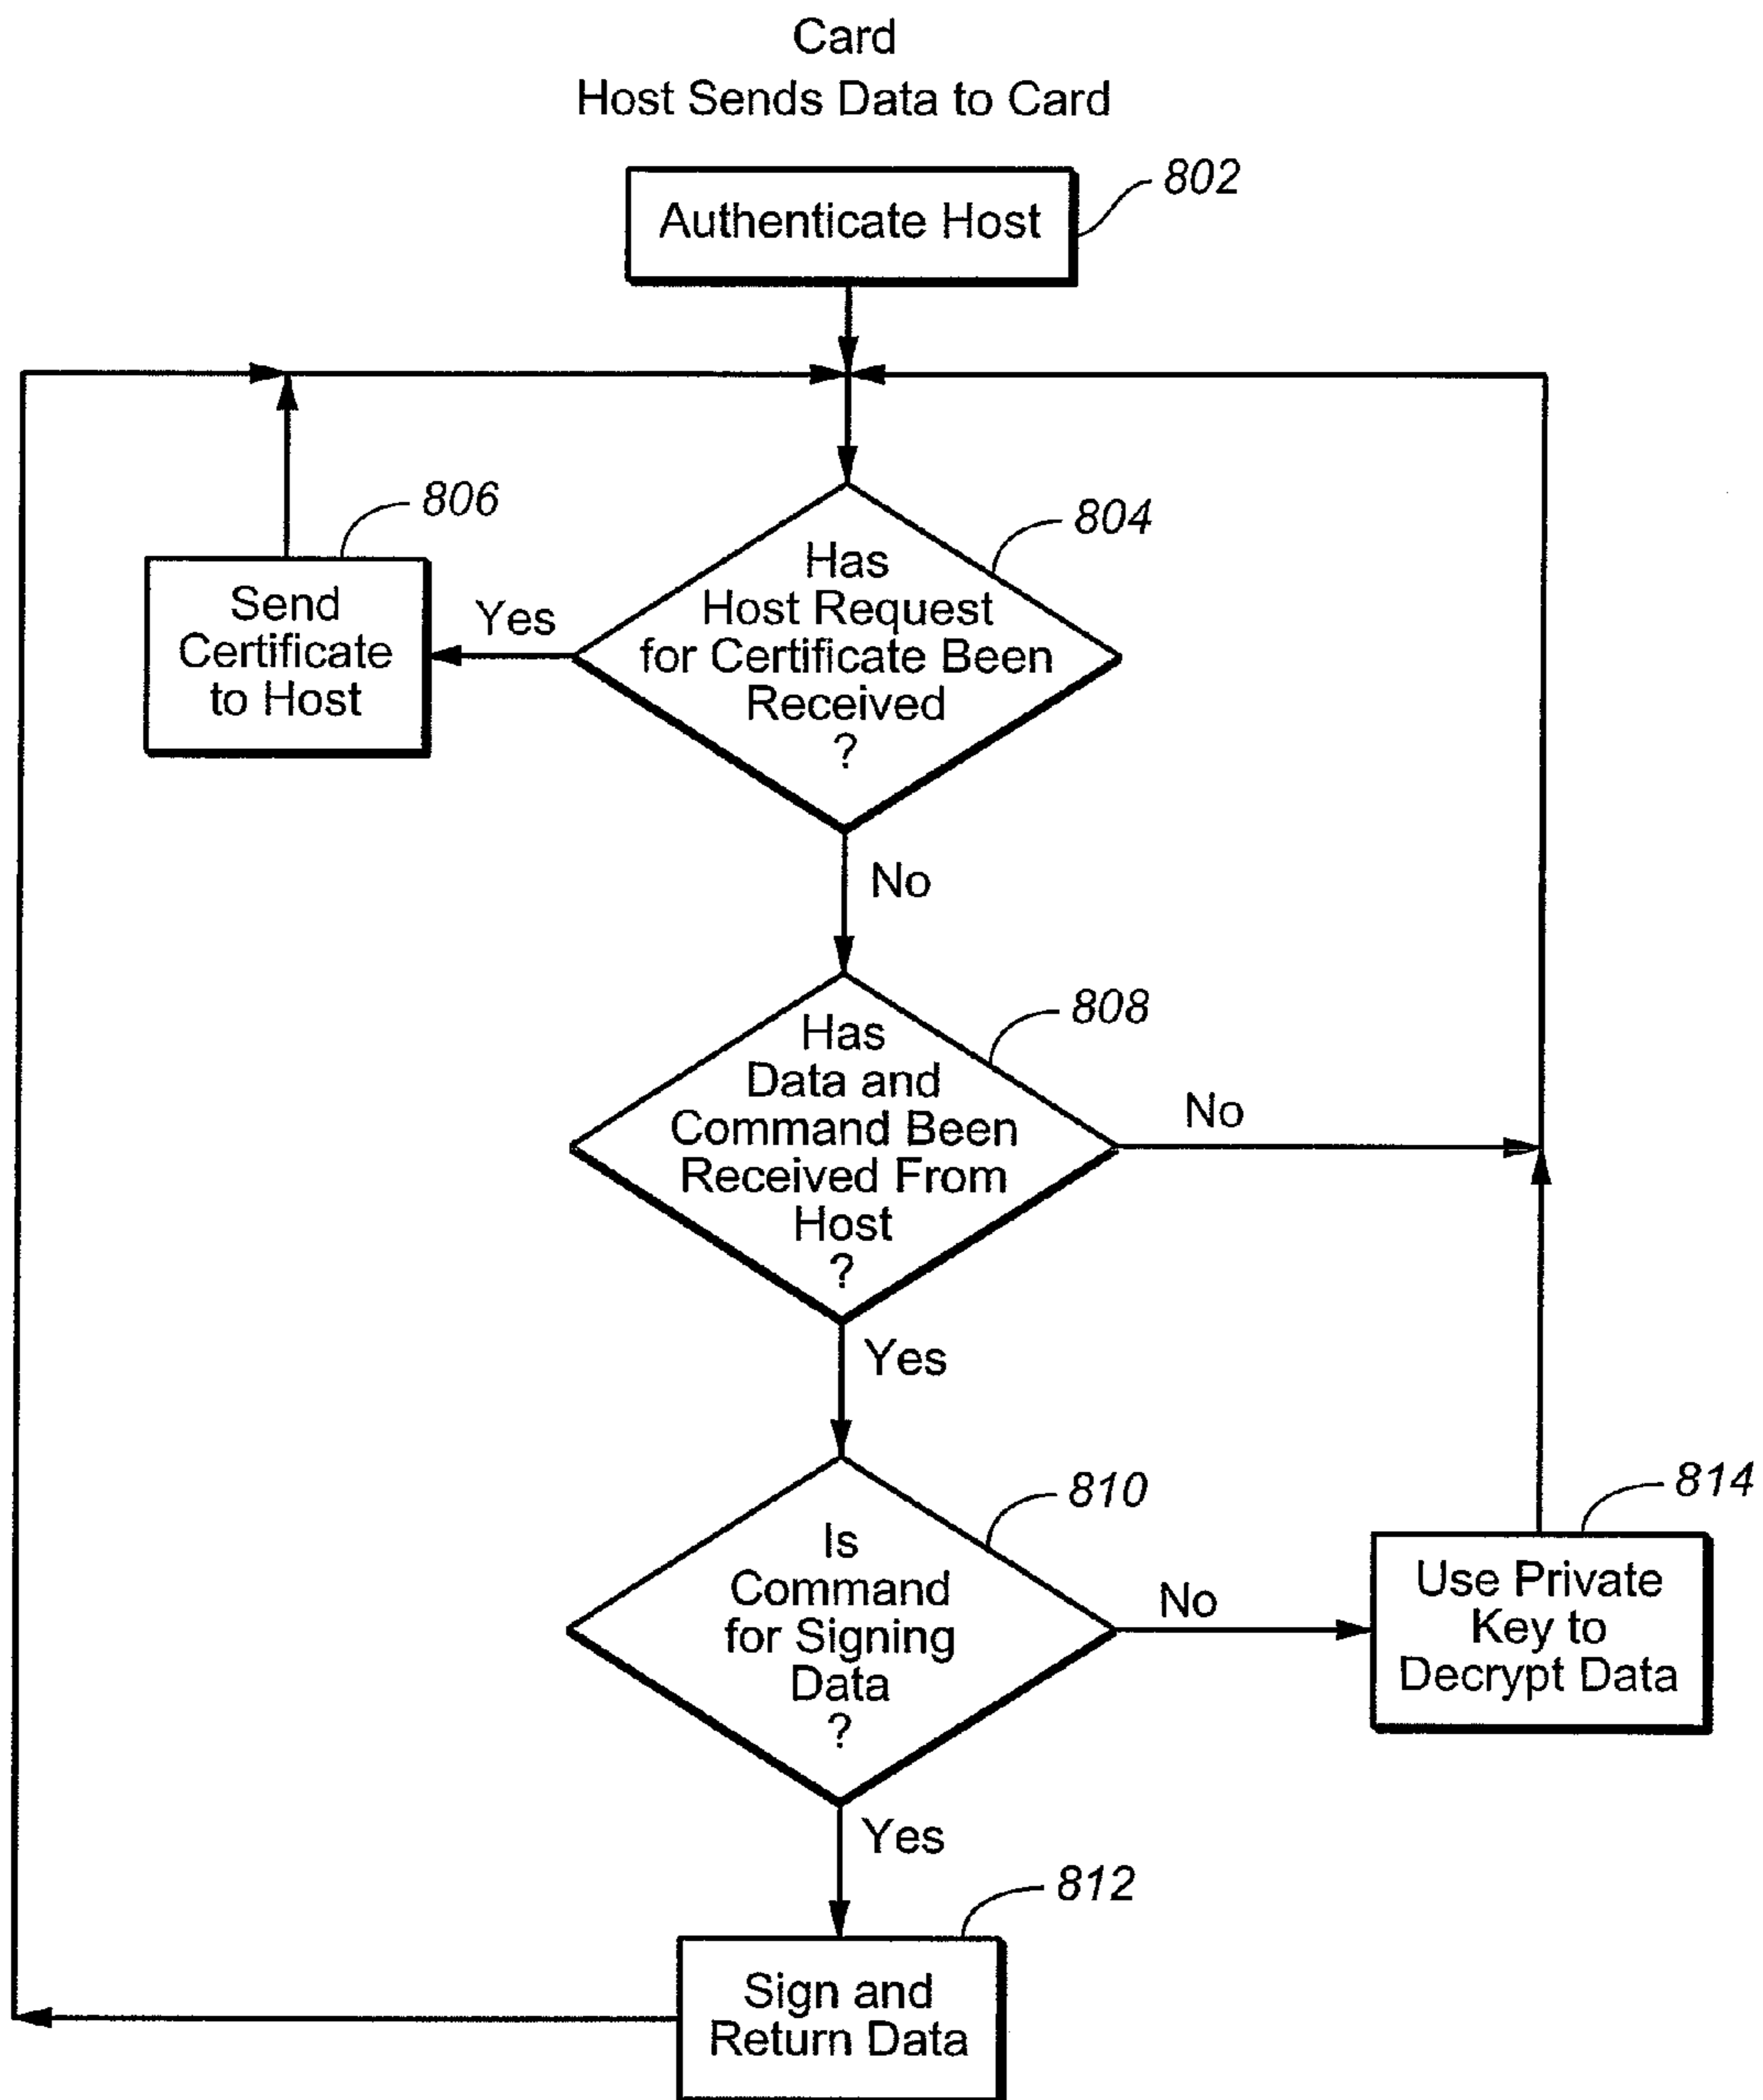 Card
Host Sends Data to Card
802
Authenticate Host
806
804
Send
Certificate
to Host
Yes
Has
Host Request
for Certificate Been
Received
?
No
808
Has
Data and
Command Been
Received From
Host
?
No
Yes
810
814
Is
Command
for Signing
Data
?
No
Use Private
Key to
Decrypt Data
Yes
812
Sign and
Return Data